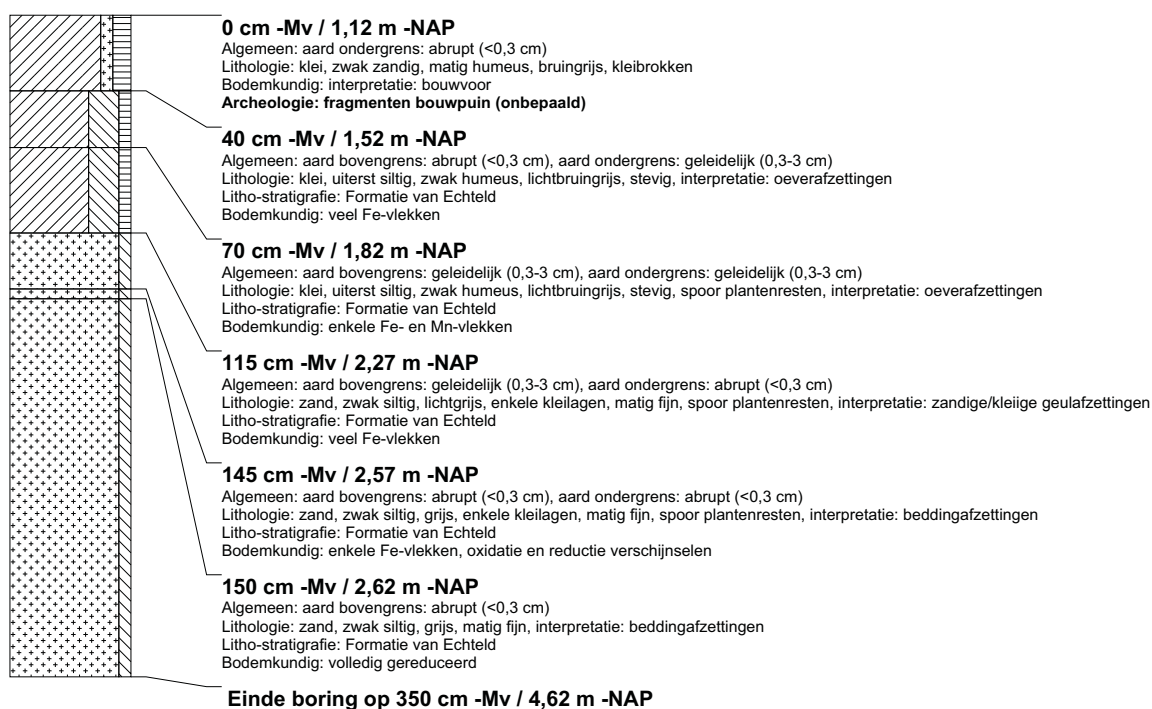 0 cm -Mv / 1,12 m -NAP
Algemeen: aard ondergrens: abrupt (<0,3 cm)
Lithologie: klei, zwak zandig, matig humeus, bruingrijs, kleibrokken
Bodemkundig: interpretatie: bouwvoor
Archeologie: fragmenten bouwpuin (onbepaald)
40 cm -Mv / 1,52 m -NAP
Algemeen: aard bovengrens: abrupt (<0,3 cm), aard ondergrens: geleidelijk (0,3-3 cm)
Lithologie: klei, uiterst siltig, zwak humeus, lichtbruingrijs, stevig, interpretatie: oeverafzettingen
Litho-stratigrafie: Formatie van Echteld
Bodemkundig: veel Fe-vlekken
70 cm -Mv / 1,82 m -NAP
Algemeen: aard bovengrens: geleidelijk (0,3-3 cm), aard ondergrens: geleidelijk (0,3-3 cm)
Lithologie: klei, uiterst siltig, zwak humeus, lichtbruingrijs, stevig, spoor plantenresten, interpretatie: oeverafzettingen
Litho-stratigrafie: Formatie van Echteld
Bodemkundig: enkele Fe- en Mn-vlekken
115 cm -Mv / 2,27 m -NAP
Algemeen: aard bovengrens: geleidelijk (0,3-3 cm), aard ondergrens: abrupt (<0,3 cm)
Lithologie: zand, zwak siltig, lichtgrijs, enkele kleilagen, matig fijn, spoor plantenresten, interpretatie: zandige/kleiige geulafzettingen
Litho-stratigrafie: Formatie van Echteld
Bodemkundig: veel Fe-vlekken
145 cm -Mv / 2,57 m -NAP
Algemeen: aard bovengrens: abrupt (<0,3 cm), aard ondergrens: abrupt (<0,3 cm)
Lithologie: zand, zwak siltig, grijs, enkele kleilagen, matig fijn, spoor plantenresten, interpretatie: beddingafzettingen
Litho-stratigrafie: Formatie van Echteld
Bodemkundig: enkele Fe-vlekken, oxidatie en reductie verschijnselen
150 cm -Mv / 2,62 m -NAP
Algemeen: aard bovengrens: abrupt (<0,3 cm)
Lithologie: zand, zwak siltig, grijs, matig fijn, interpretatie: beddingafzettingen
Litho-stratigrafie: Formatie van Echteld
Bodemkundig: volledig gereduceerd
Einde boring op 350 cm -Mv / 4,62 m -NAP